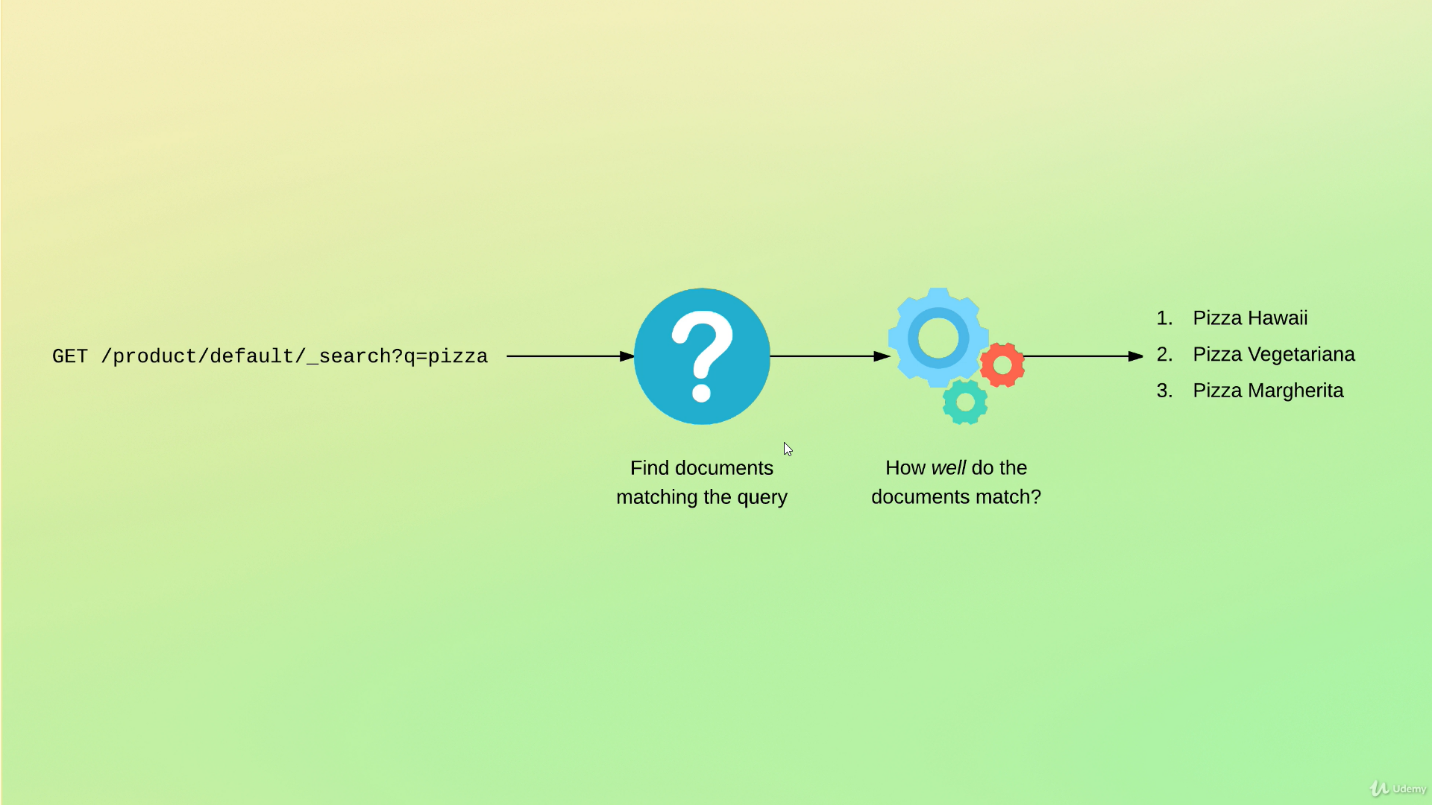 GET /product/default/_search?q=pizza
?
Find documents
matching the query
How well do the
documents match?
1. Pizza Hawaii
2. Pizza Vegetariana
3. Pizza Margherita
Udemy